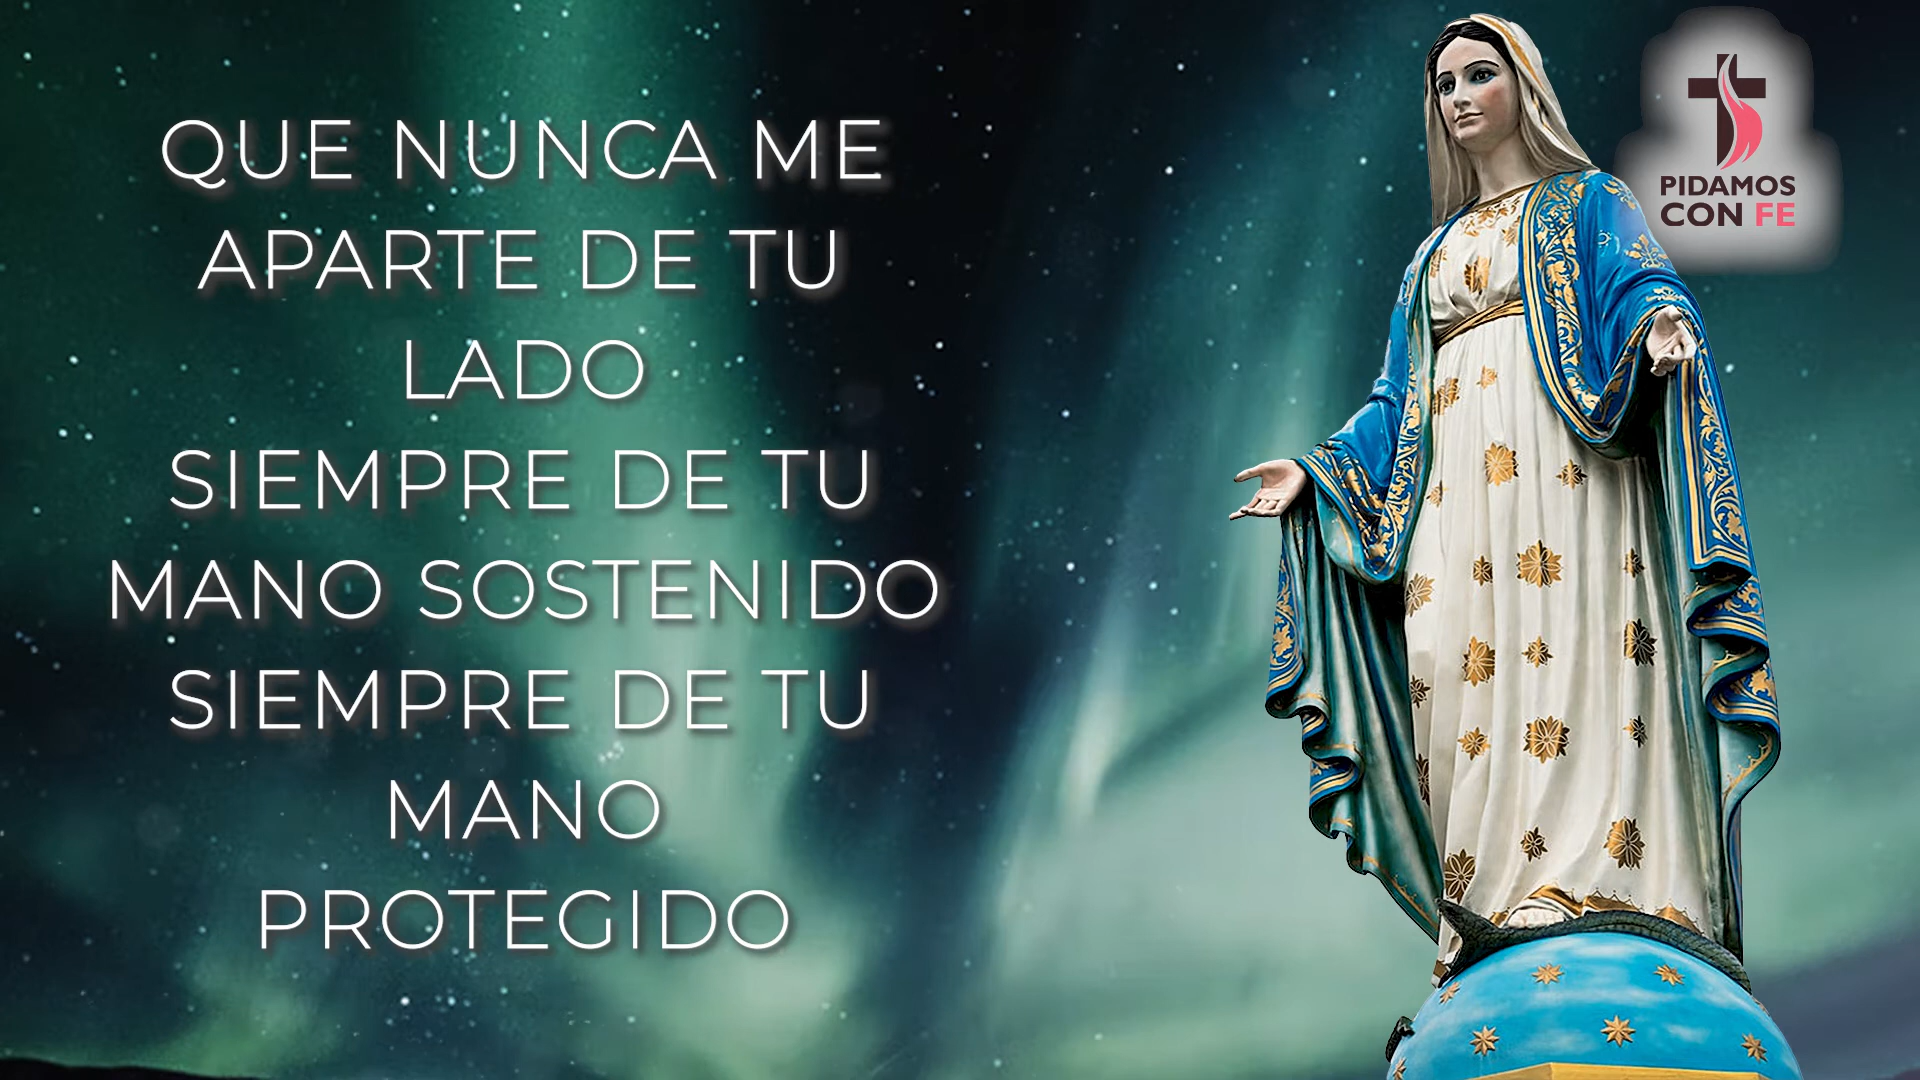 QUE NUNCA ME
APARTE DE TU
LADO
SIEMPRE DE TU
MANO SOSTENIDO
SIEMPRE DE TU
MANO
PROTEGIDO
PIDAMOS
CON FE